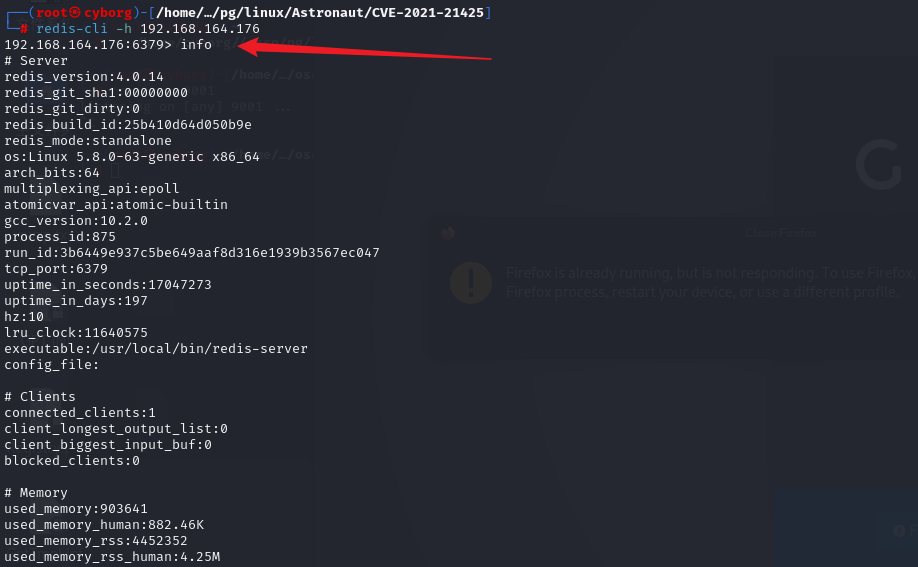 ┌──(root㉿cyborg)-[/home/…/pg/linux/Astronaut/CVE-2021-21425]
└─# redis-cli -h 192.168.164.176
192.168.164.176:6379> info
# Server
redis_version:4.0.14
redis_git_sha1:00000000
redis_git_dirty:0
redis_build_id:25b410d64d050b9e
redis_mode:standalone
os:Linux 5.8.0-63-generic x86_64
arch_bits:64
multiplexing_api:epoll
atomicvar_api:atomic-builtin
gcc_version:10.2.0
process_id:875
run_id:3b6449e937c5be649aaf8d316e1939b3567ec047
tcp_port:6379
uptime_in_seconds:17047273
uptime_in_days:197
hz:10
lru_clock:11640575
executable:/usr/local/bin/redis-server
config_file:

# Clients
connected_clients:1
client_longest_output_list:0
client_biggest_input_buf:0
blocked_clients:0

# Memory
used_memory:903641
used_memory_human:882.46K
used_memory_rss:4452352
used_memory_rss_human:4.25M
G
Close Firefox
Firefox is already running, but is not responding. To use Firefox,
Firefox process, restart your device, or use a different profile